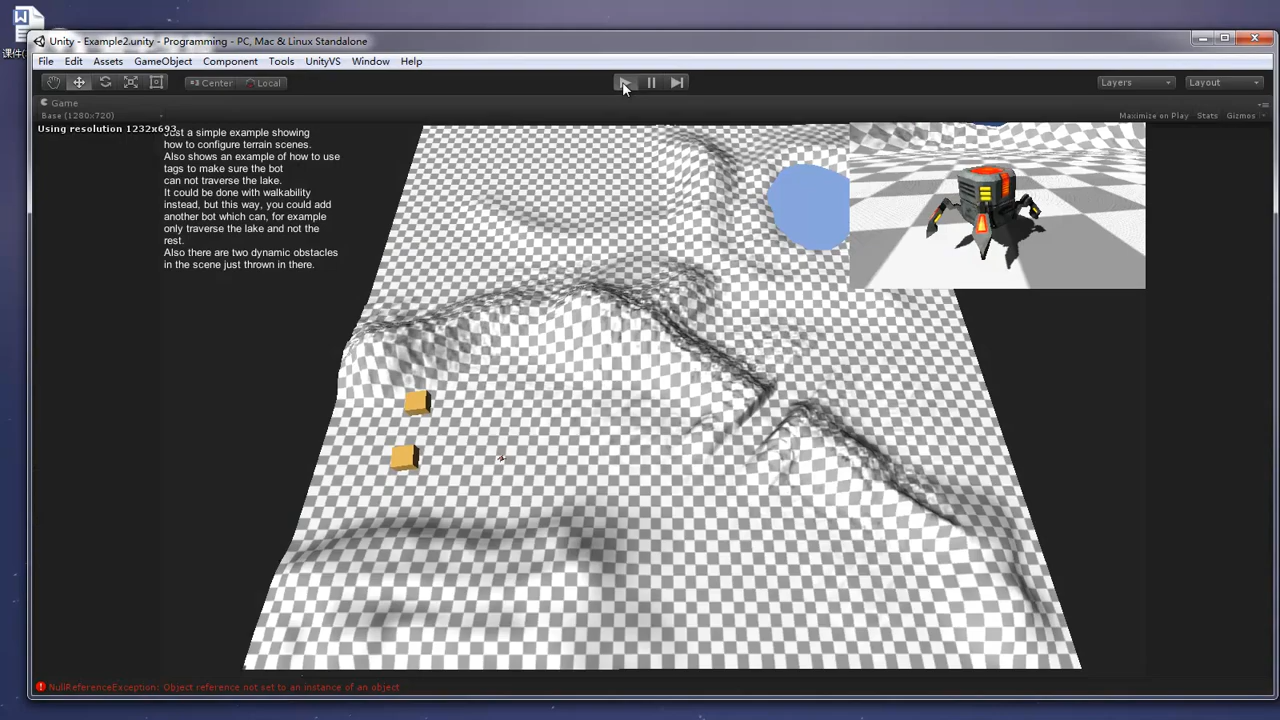 课件(
Unity - Example2.unity - Programming - PC, Mac & Linux Standalone
File Edit Assets GameObject Component Tools UnityVS Window Help
Center Local Layers Layout
Game
Base (1280x720) Maximize on Play Stats Gizmos
Using resolution 1232x693
Just a simple example showing
how to configure terrain scenes.
Also shows an example of how to use
tags to make sure the bot
can not traverse the lake.
It could be done with walkability
instead, but this way, you could add
another bot which can, for example
only traverse the lake and not the
rest.
Also there are two dynamic obstacles
in the scene just thrown in there.
NullReferenceException: Object reference not set to an instance of an object